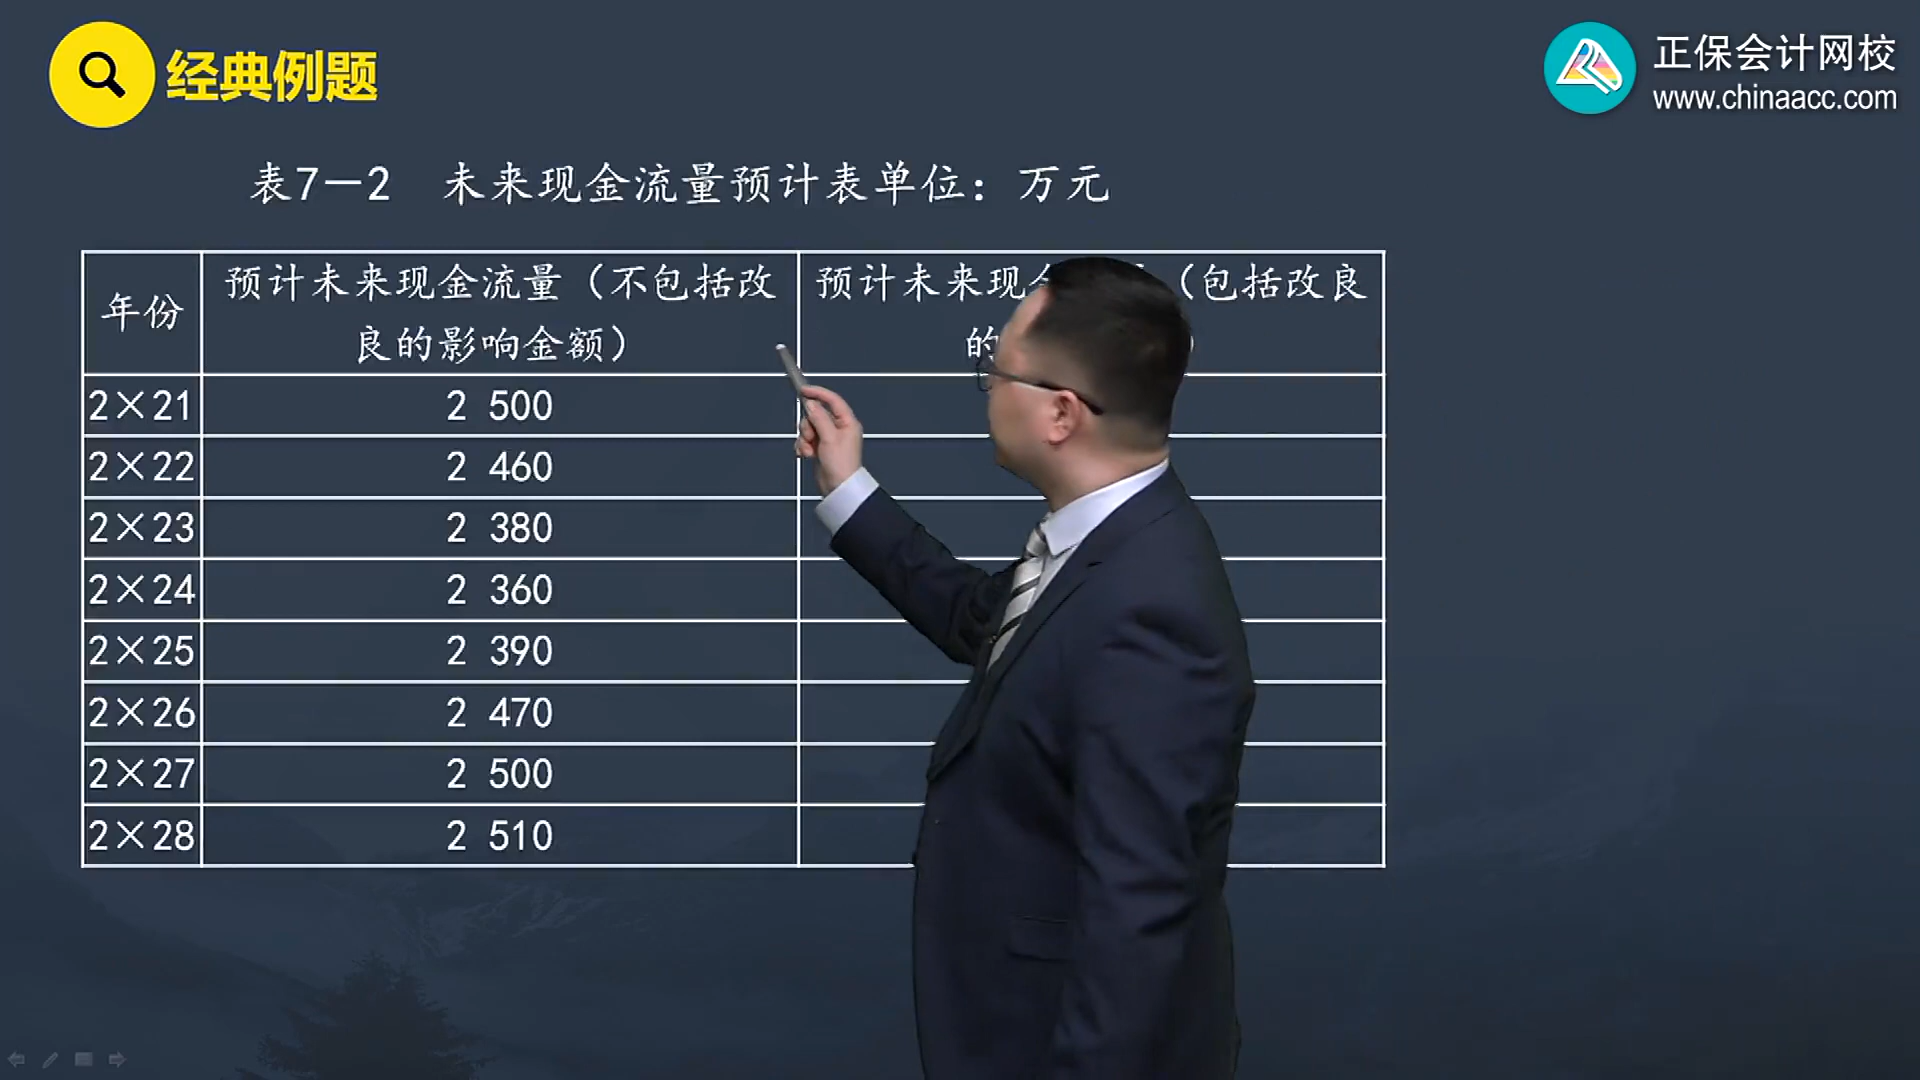 经典例题
正保会计网校
www.chinaacc.com
表7—2 未来现金流量预计表单位：万元
年份
预计未来现金流量（不包括改
良的影响金额）
预计未来现 （包括改良
的 ）
2×21 2 500
2×22 2 460
2×23 2 380
2×24 2 360
2×25 2 390
2×26 2 470
2×27 2 500
2×28 2 510